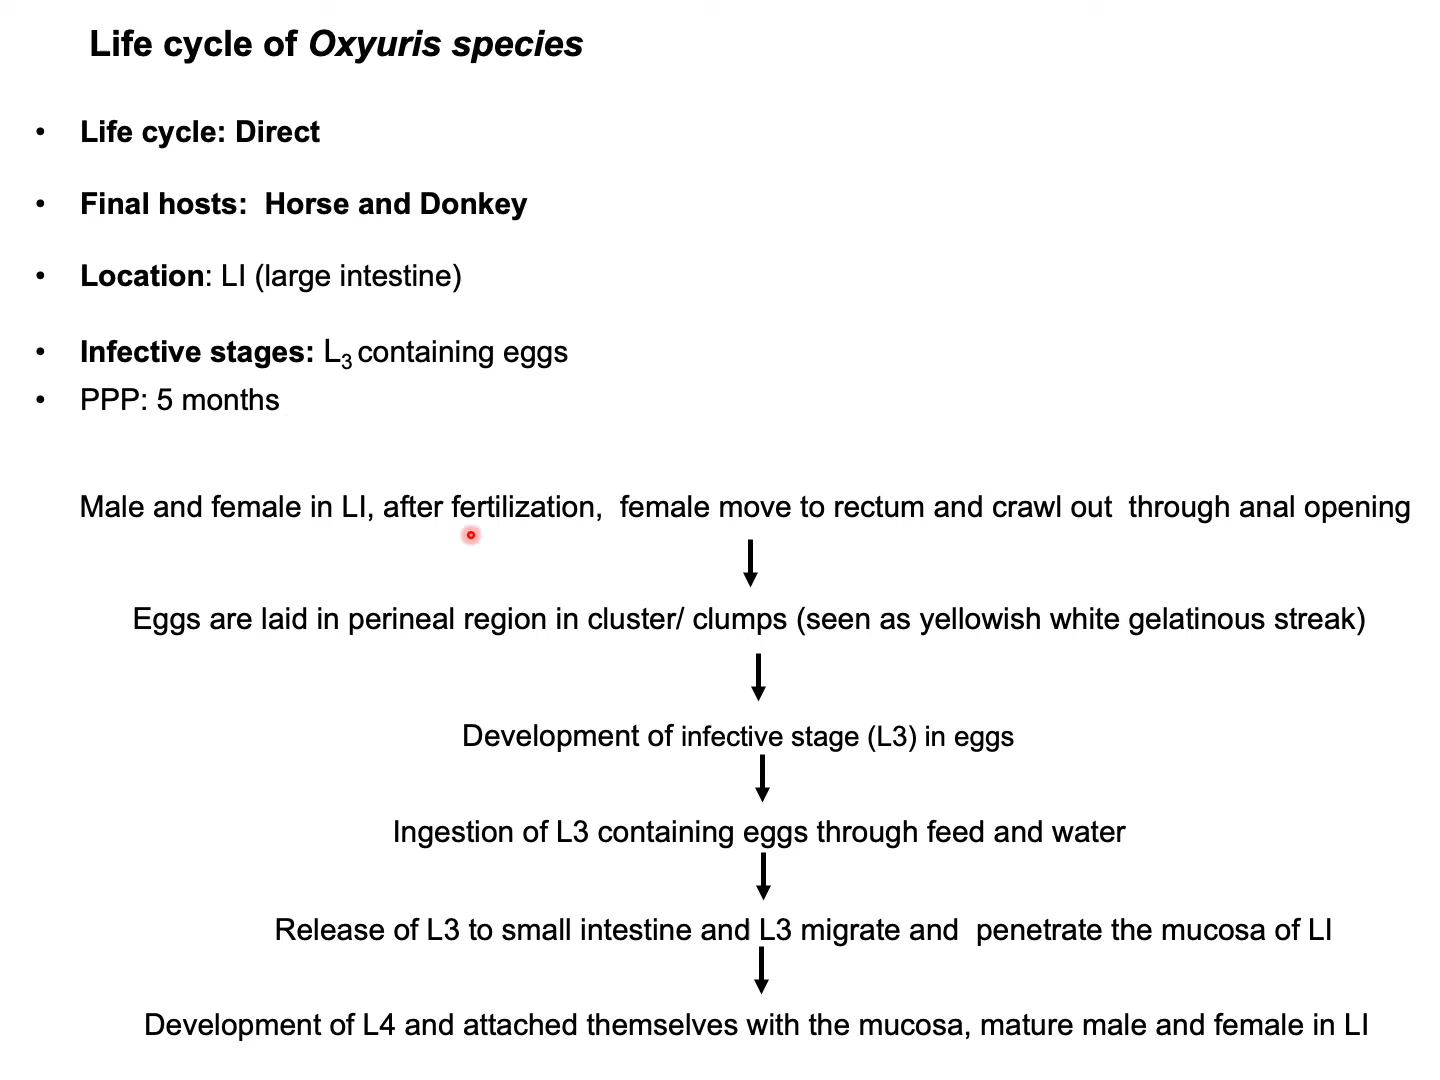 Life cycle of Oxyuris species
• Life cycle: Direct
• Final hosts:  Horse and Donkey
• Location: LI (large intestine)
• Infective stages: L3 containing eggs
• PPP: 5 months
Male and female in LI, after fertilization,  female move to rectum and crawl out  through anal opening
Eggs are laid in perineal region in cluster/ clumps (seen as yellowish white gelatinous streak)
Development of infective stage (L3) in eggs
Ingestion of L3 containing eggs through feed and water
Release of L3 to small intestine and L3 migrate and  penetrate the mucosa of LI
Development of L4 and attached themselves with the mucosa, mature male and female in LI